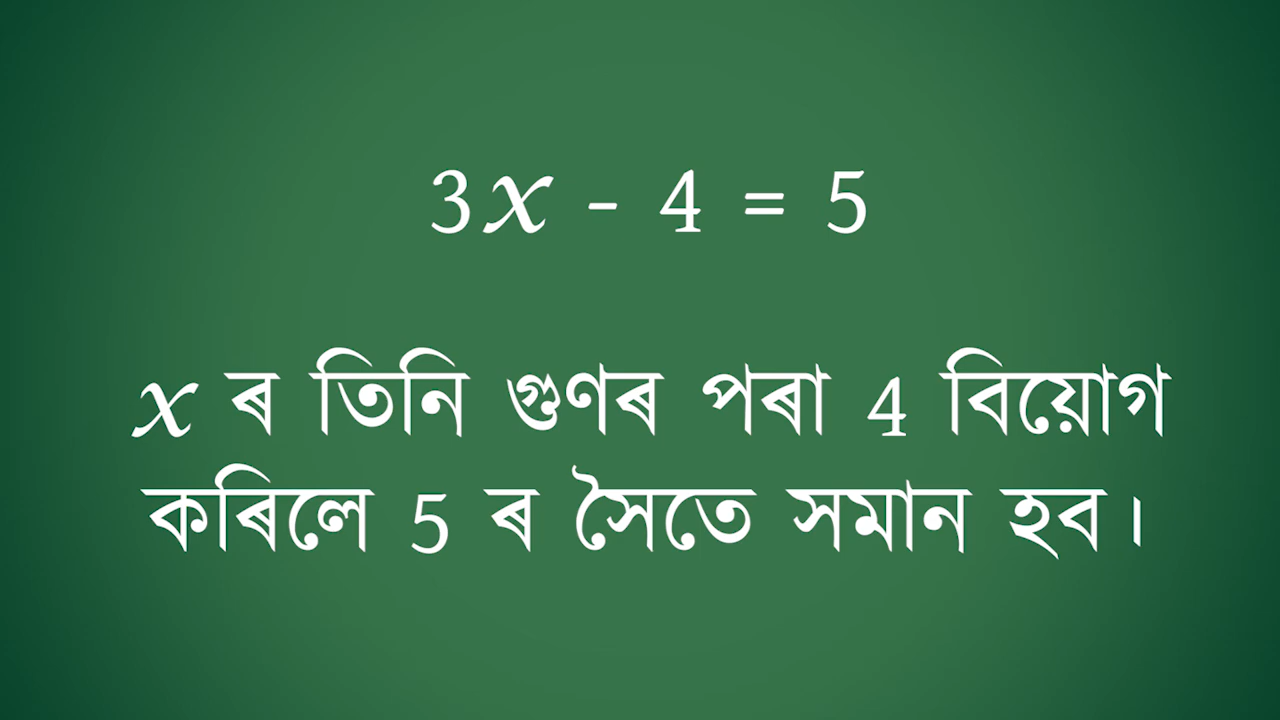 3x - 4 = 5
x ৰ তিনি গুণৰ পৰা 4 বিয়োগ
কৰিলে 5 ৰ সৈতে সমান হব।